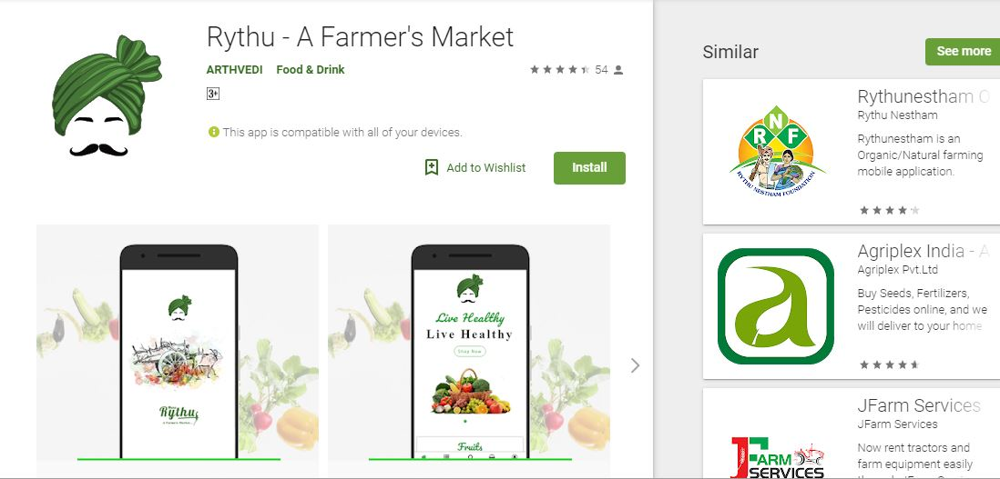 Rythu - A Farmer's Market
ARTHVEDI Food & Drink
54
3+
This app is compatible with all of your devices.
Add to Wishlist
Install
Rythu
Live Healthy
Live Healthy
Shop Now
Fruits
Similar
See more
Rythunestham O
Rythu Nestham
Rythunestham is an
Organic/Natural farming
mobile application.
RNF
RYTHU NESTHAM FOUNDATION
Agriplex India - A
Agriplex Pvt.Ltd
Buy Seeds, Fertilizers,
Pesticides online, and we
will deliver to your home
a
JFarm Services
JFarm Services
Now rent tractors and
farm equipment easily
JFARM
SERVICES